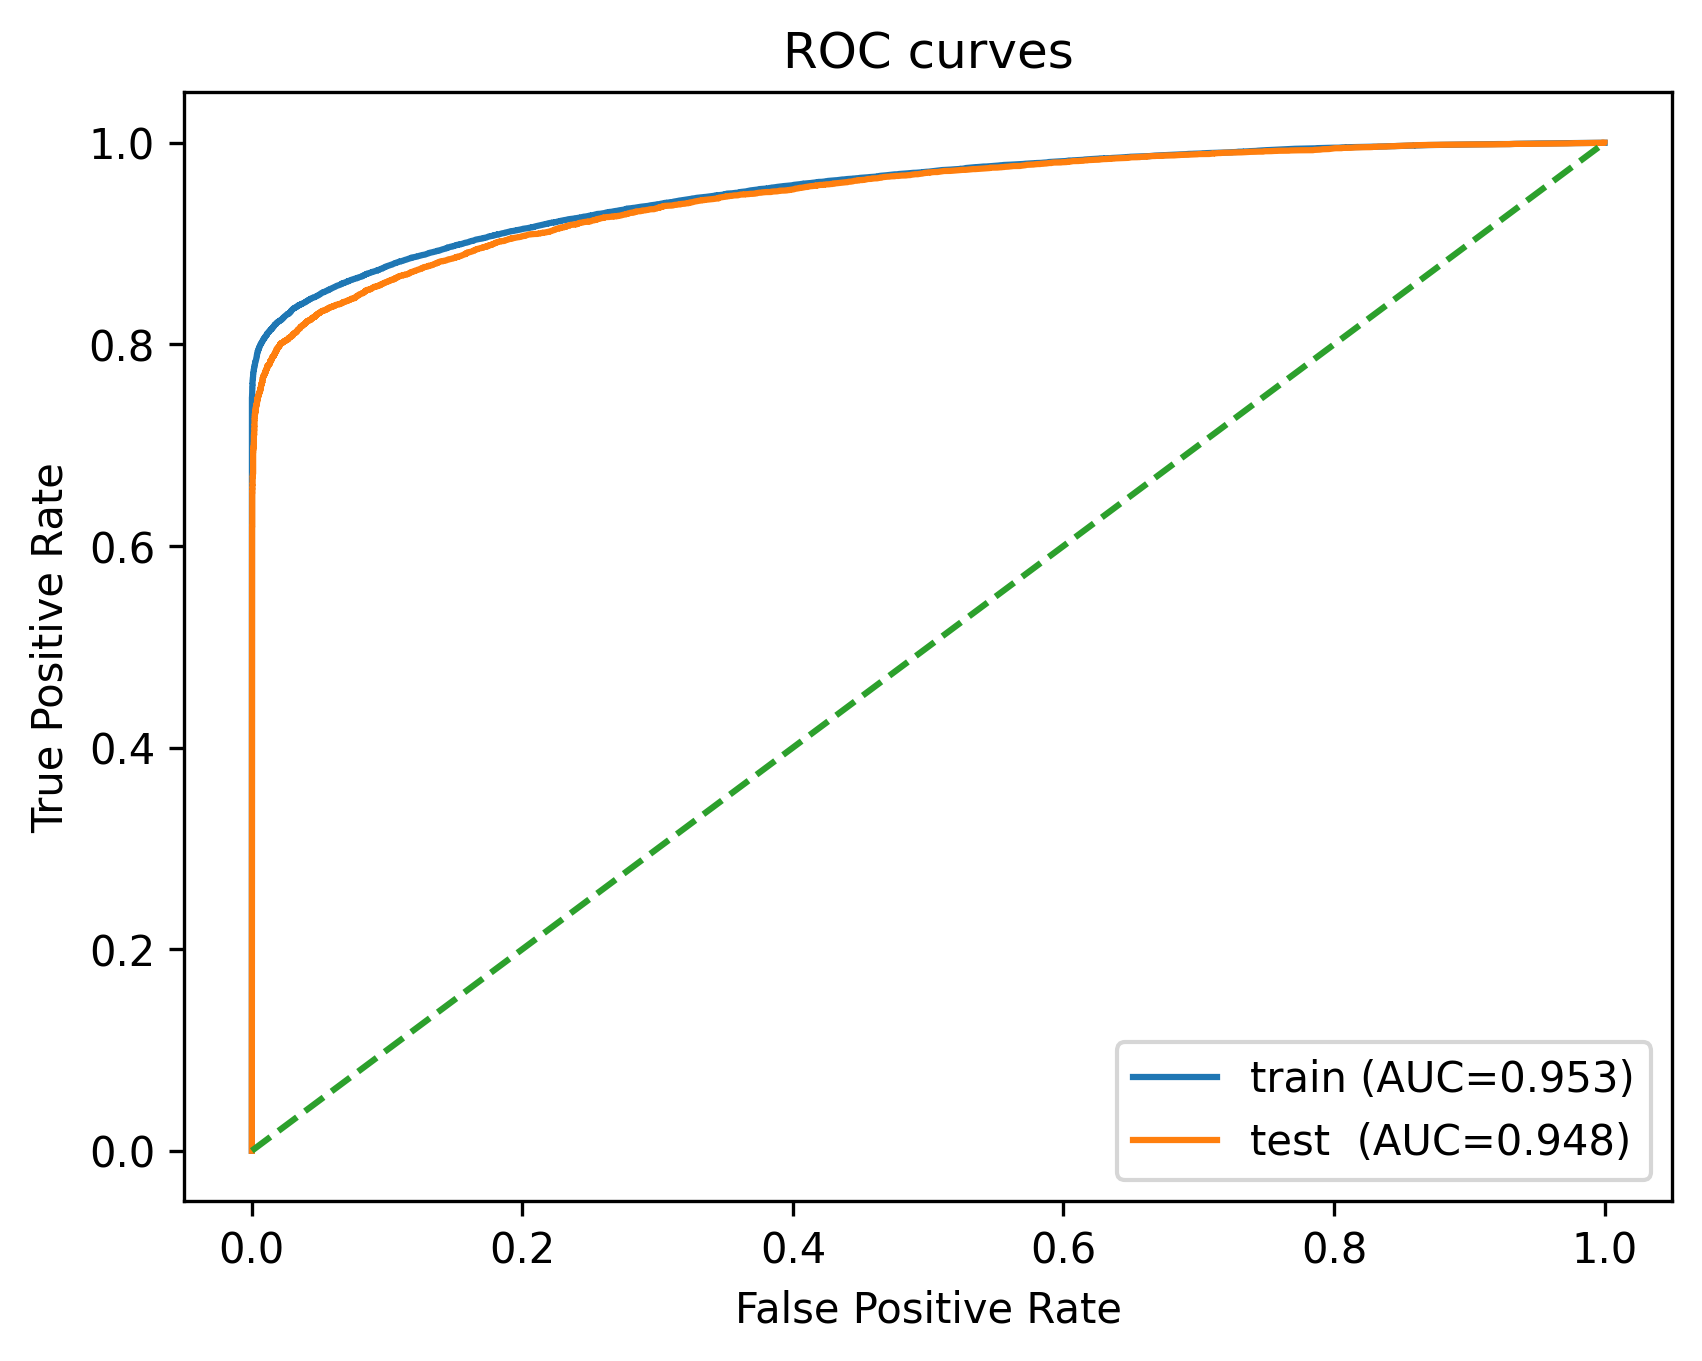 ROC curves
1.0
0.8
0.6
0.4
0.2
0.0
True Positive Rate
train (AUC=0.953)
test  (AUC=0.948)
0.0 0.2 0.4 0.6 0.8 1.0
False Positive Rate